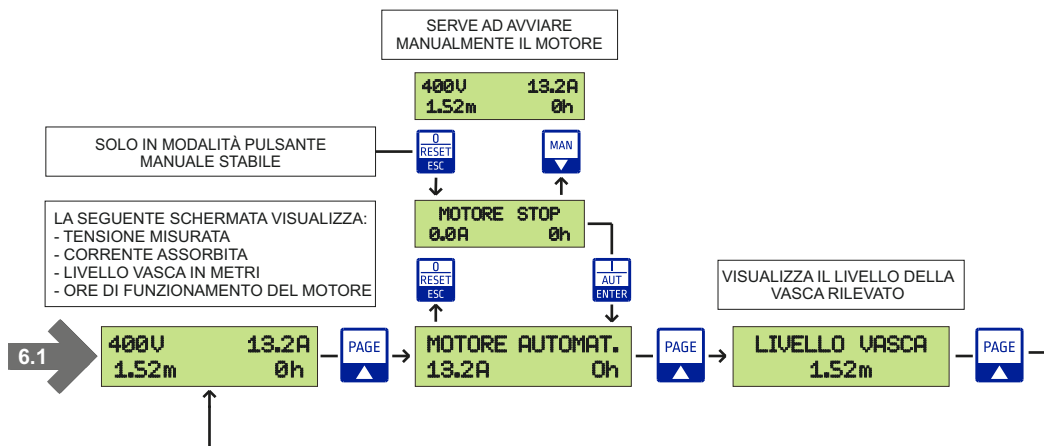 SERVE AD AVVIARE
MANUALMENTE IL MOTORE
400V 13.2A
1.52m 0h
SOLO IN MODALITÀ PULSANTE
MANUALE STABILE
0
RESET
ESC
MAN
LA SEGUENTE SCHERMATA VISUALIZZA:
- TENSIONE MISURATA
- CORRENTE ASSORBITA
- LIVELLO VASCA IN METRI
- ORE DI FUNZIONAMENTO DEL MOTORE
MOTORE STOP
0.0A 0h
0
RESET
ESC
I
AUT
ENTER
VISUALIZZA IL LIVELLO DELLA
VASCA RILEVATO
6.1
400V 13.2A
1.52m 0h
PAGE
MOTORE AUTOMAT.
13.2A 0h
PAGE
LIVELLO VASCA
1.52m
PAGE